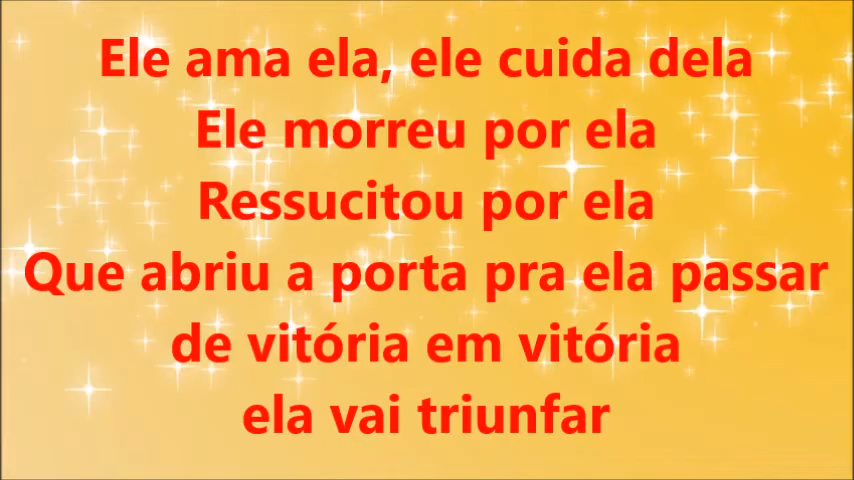 Ele ama ela, ele cuida dela
Ele morreu por ela
Ressucitou por ela
Que abriu a porta pra ela passar
de vitória em vitória
ela vai triunfar